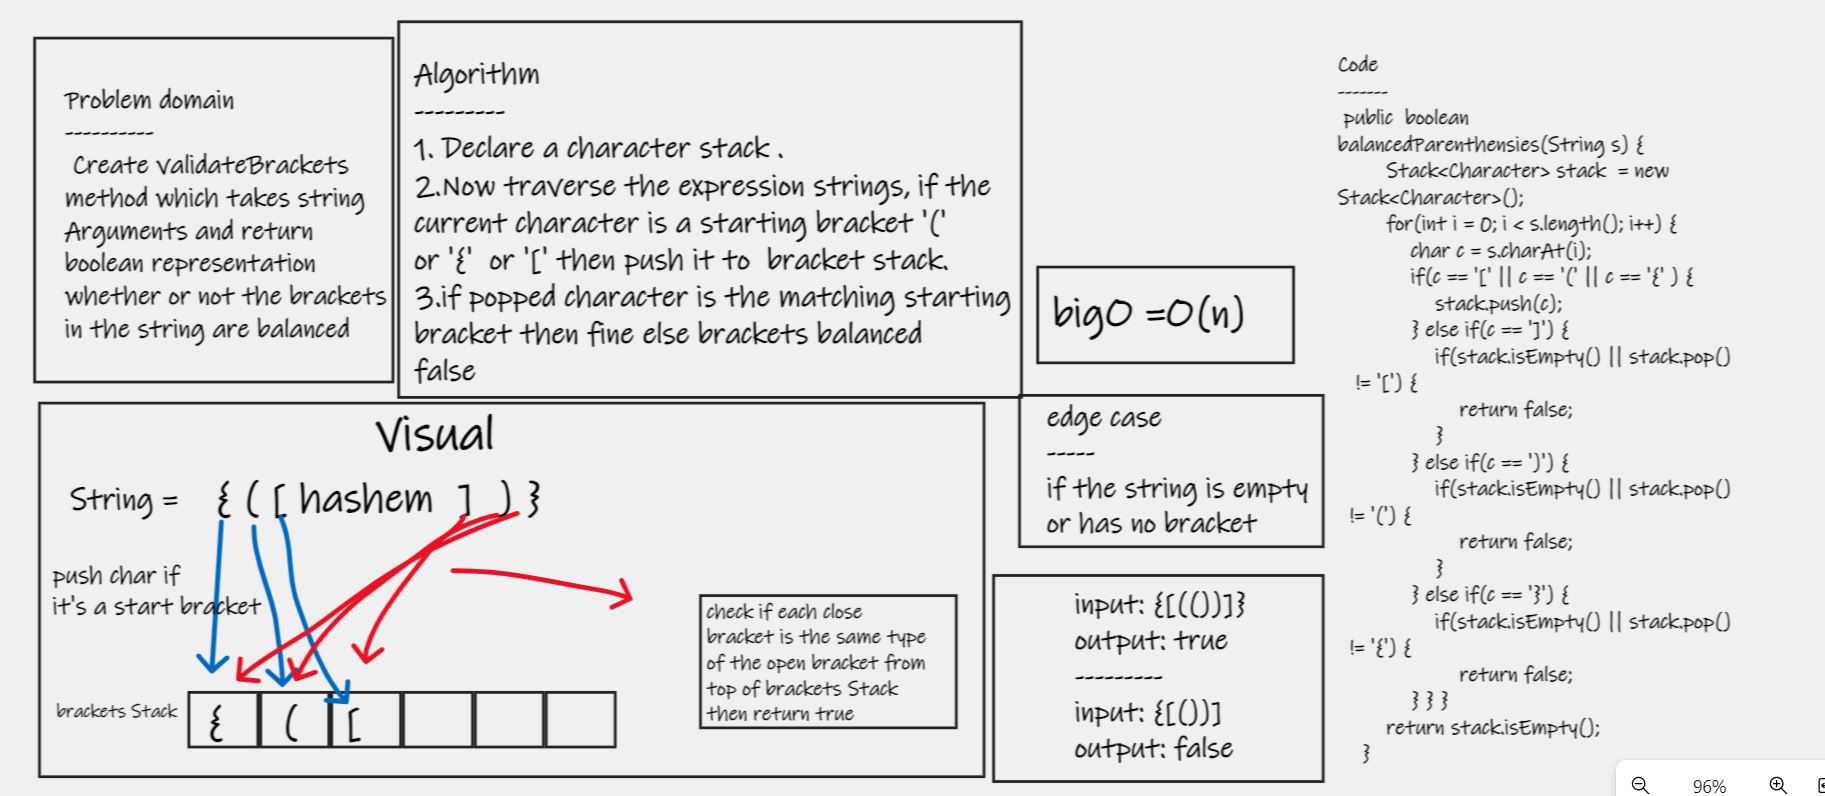 Problem domain
----------
Create validateBrackets
method which takes string
Arguments and return
boolean representation
whether or not the brackets
in the string are balanced
Algorithm
---------
1. Declare a character stack .
2.Now traverse the expression strings, if the
current character is a starting bracket '('
or '{' or '[' then push it to bracket stack.
3.if popped character is the matching starting
bracket then fine else brackets balanced
false
bigO =O(n)
Visual
String = { ( [ hashem ] ) }
push char if
it's a start bracket
brackets Stack
{ ( [
check if each close
bracket is the same type
of the open bracket from
top of brackets Stack
then return true
edge case
-----
if the string is empty
or has no bracket
input: {[(())]}
output: true
---------
input: {[())]
output: false
Code
-------
public boolean
balancedParenthensies(String s) {
Stack<Character> stack = new
Stack<Character>();
for(int i = 0; i < s.length(); i++) {
char c = s.charAt(i);
if(c == '[' || c == '(' || c == '{' ) {
stack.push(c);
} else if(c == ']') {
if(stack.isEmpty() || stack.pop()
!= '[') {
return false;
}
} else if(c == ')') {
if(stack.isEmpty() || stack.pop()
!= '(') {
return false;
}
} else if(c == '}') {
if(stack.isEmpty() || stack.pop()
!= '{') {
return false;
} } }
return stack.isEmpty();
}
96%